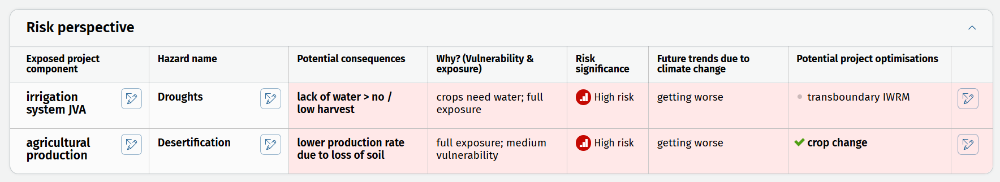 Risk perspective
Exposed project
component
Hazard name
Potential consequences
Why? (Vulnerability &
exposure)
Risk
significance
Future trends due to
climate change
Potential project optimisations
irrigation
system JVA
Droughts
lack of water > no /
low harvest
crops need water; full
exposure
High risk
getting worse
transboundary IWRM
agricultural
production
Desertification
lower production rate
due to loss of soil
full exposure; medium
vulnerability
High risk
getting worse
crop change